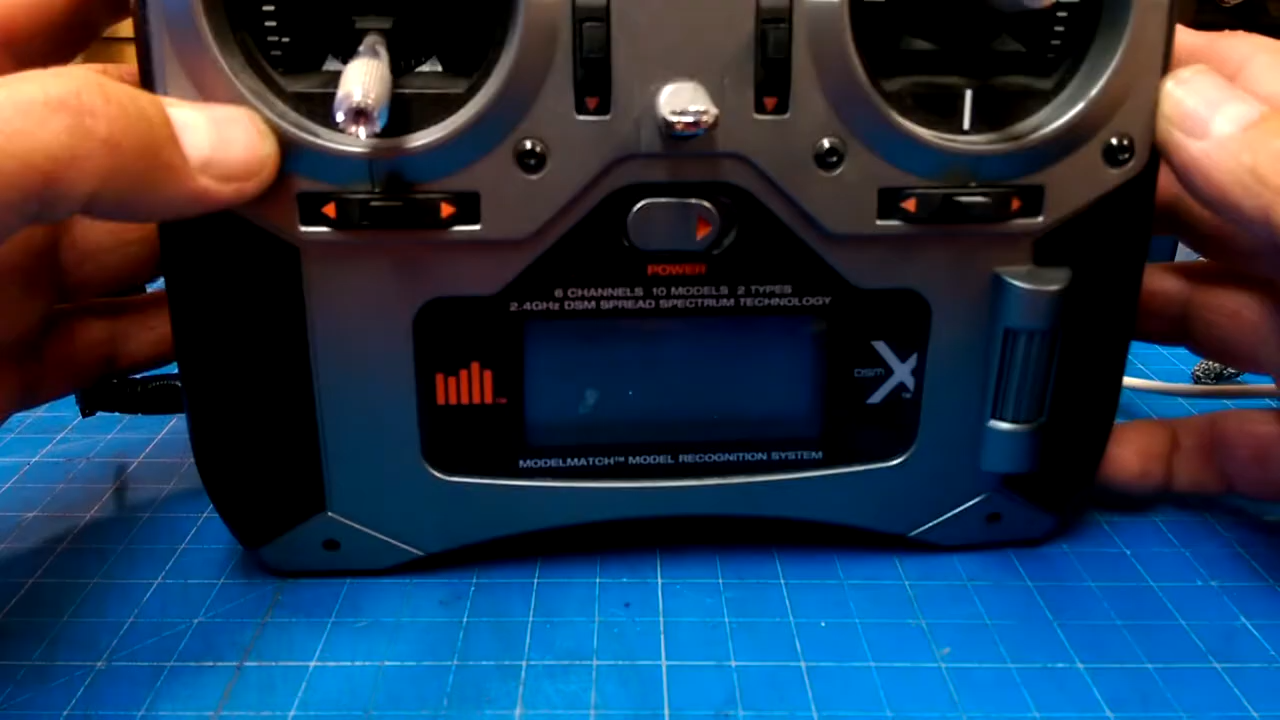 POWER
6 CHANNELS 10 MODELS 2 TYPES
2.4GHz DSM SPREAD SPECTRUM TECHNOLOGY
DSM X
MODELMATCH™ MODEL RECOGNITION SYSTEM